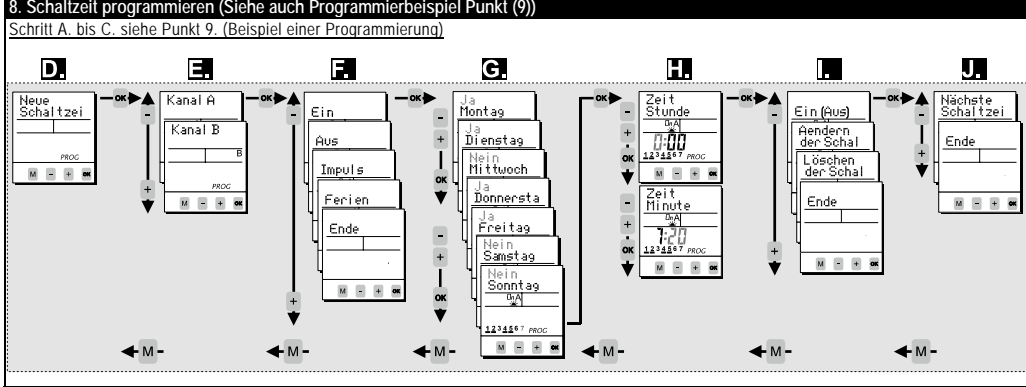 8. Schaltzeit programmieren (Siehe auch Programmierbeispiel Punkt (9))
Schritt A. bis C. siehe Punkt 9. (Beispiel einer Programmierung)
D.
E.
F.
G.
H.
I.
J.
Neue
Schaltzei
PROG
M - + OK
OK
-
+
Kanal A
Kanal B
B
PROG
M - + OK
OK
-
+
Ein
Aus
Impuls
Ferien
Ende
M - + OK
OK
-
+
OK
-
+
OK
Ja
Montag
Ja
Dienstag
Nein
Mittwoch
Ja
Donnersta
Ja
Freitag
Nein
Samstag
Nein
Sonntag
OnA
1234567 PROG
M - + OK
OK
-
+
OK
-
+
OK
Zeit
Stunde
OnA
0:00
1234567 PROG
M - + OK
Zeit
Minute
OnA
7:20
1234567 PROG
M - + OK
OK
-
+
Ein (Aus)
Aendern
der Schal
Löschen
der Schal
Ende
M - + OK
OK
-
+
Nächste
Schaltzei
Ende
M - + OK
M
M
M
M
M
M